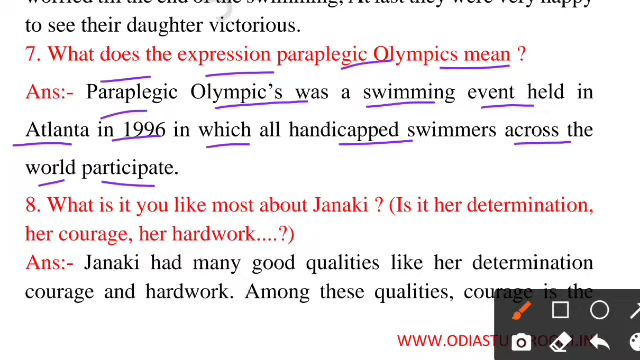 worried till the end of the swimming, At last they were very happy
to see their daughter victorious.
7. What does the expression paraplegic Olympics mean ?
Ans:- Paraplegic Olympic's was a swimming event held in
Atlanta in 1996 in which all handicapped swimmers across the
world participate.
8. What is it you like most about Janaki ? (Is it her determination,
her courage, her hardwork....?)
Ans:- Janaki had many good qualities like her determination
courage and hardwork. Among these qualities, courage is the